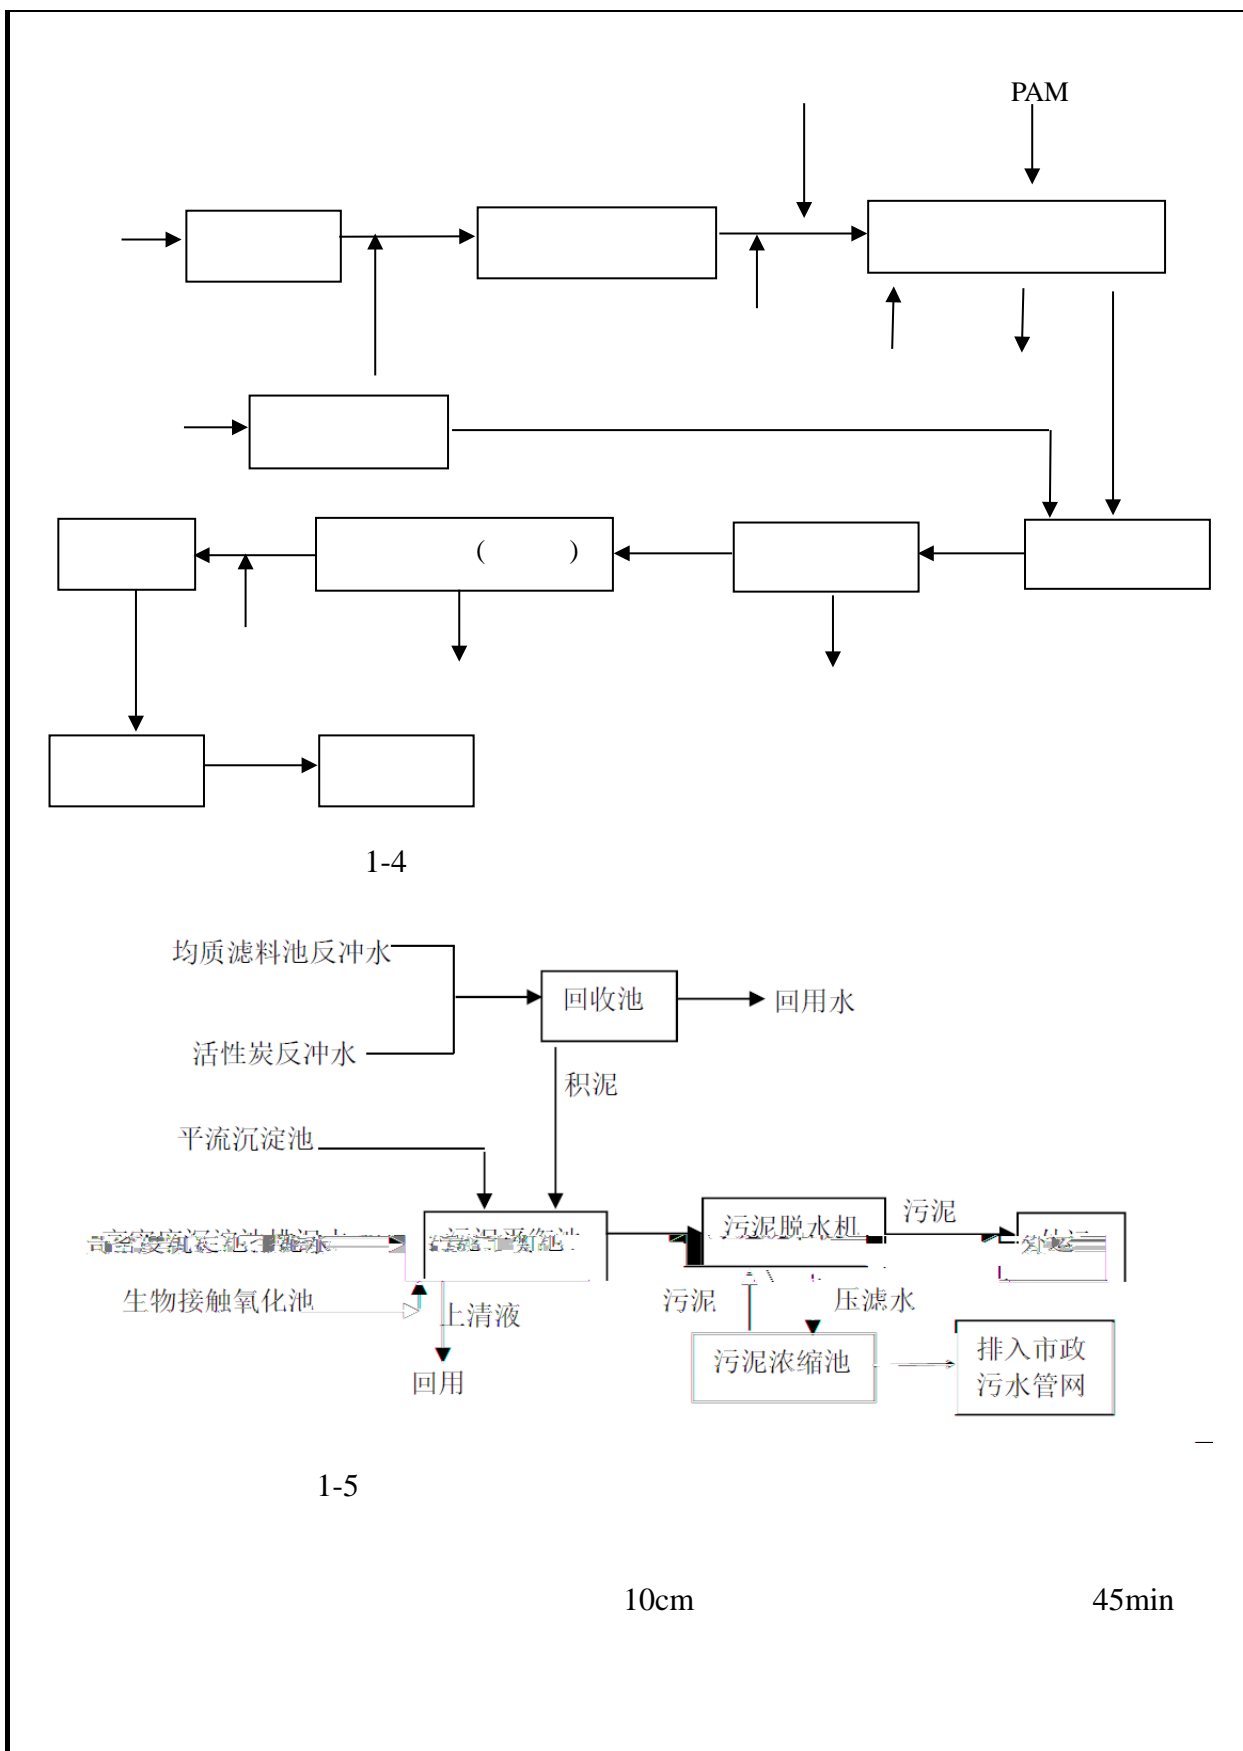 PAM
( )
1-4
均质滤料池反冲水
回收池
回用水
活性炭反冲水
积泥
平流沉淀池
污泥脱水机
污泥
生物接触氧化池
上清液
污泥
压滤水
回用
污泥浓缩池
排入市政
污水管网
1-5
10cm 45min